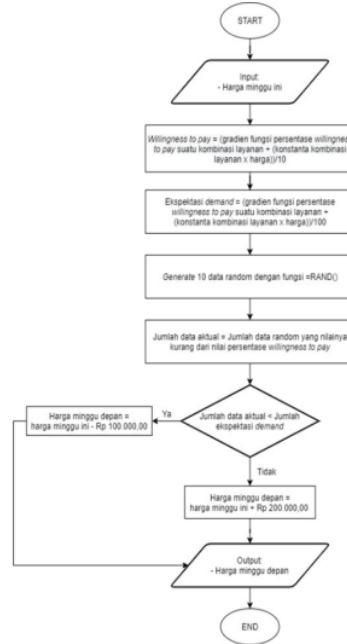 START
Input:
- Harga minggu ini
Willingness to pay = (gradien fungsi persentase willingness
to pay suatu kombinasi layanan + (konstanta kombinasi
layanan x harga))/10
Ekspektasi demand = (gradien fungsi persentase
willingness to pay suatu kombinasi layanan +
(konstanta kombinasi layanan x harga))/100
Generate 10 data random dengan fungsi =RAND()
Jumlah data aktual = Jumlah data random yang nilainya
kurang dari nilai persentase willingness to pay
Jumlah data aktual < Jumlah
ekspektasi demand
Ya
Harga minggu depan =
harga minggu ini - Rp 100.000,00
Tidak
Harga minggu depan =
harga minggu ini + Rp 200.000,00
Output:
- Harga minggu depan
END